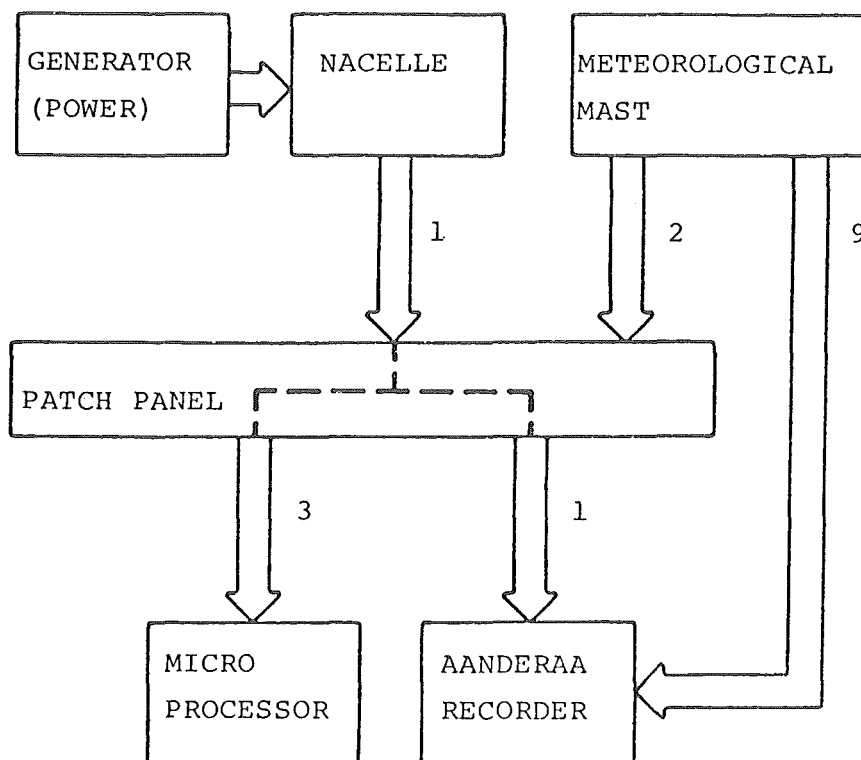 GENERATOR
(POWER)
NACELLE
METEOROLOGICAL
MAST
1
2
9
PATCH PANEL
3
1
MICRO
PROCESSOR
AANDERAA
RECORDER